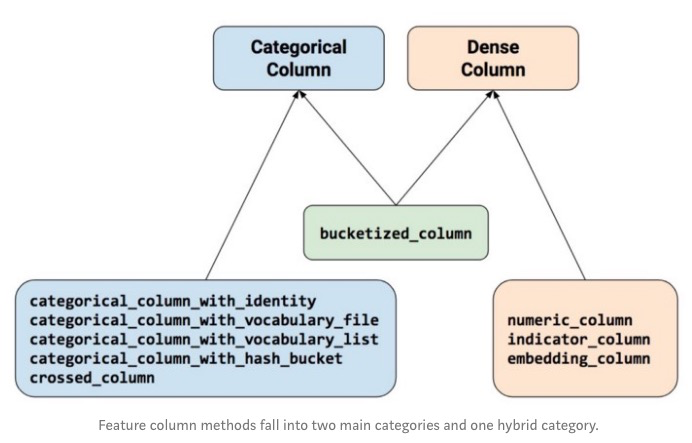 Categorical
Column
Dense
Column
bucketized_column
categorical_column_with_identity
categorical_column_with_vocabulary_file
categorical_column_with_vocabulary_list
categorical_column_with_hash_bucket
crossed_column
numeric_column
indicator_column
embedding_column
Feature column methods fall into two main categories and one hybrid category.